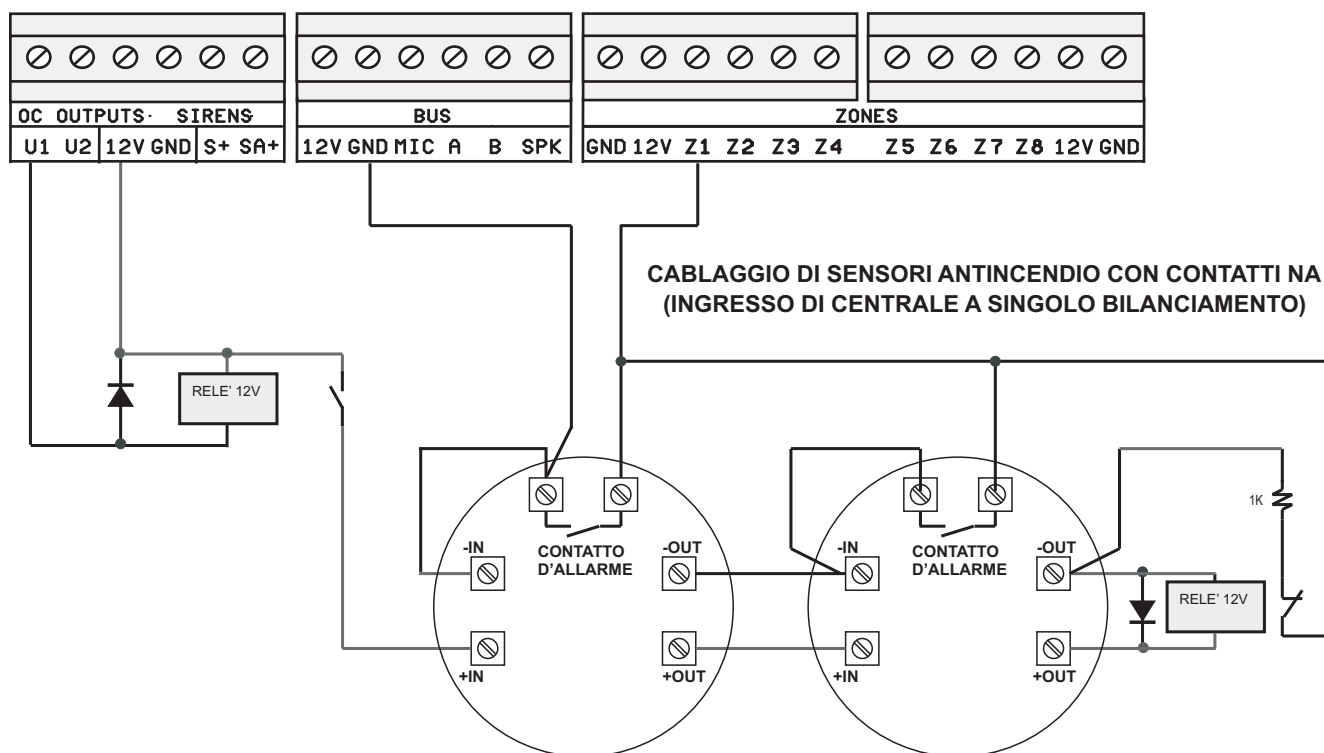 OC OUTPUTS· SIRENS
U1 U2 12V GND S+ SA+
BUS
12V GND MIC A B SPK
ZONES
GND 12V Z1 Z2 Z3 Z4 Z5 Z6 Z7 Z8 12V GND
CABLAGGIO DI SENSORI ANTINCENDIO CON CONTATTI NA
(INGRESSO DI CENTRALE A SINGOLO BILANCIAMENTO)
RELE' 12V
1K
-IN
CONTATTO
D'ALLARME
-OUT
+IN
+OUT
-IN
CONTATTO
D'ALLARME
-OUT
+IN
+OUT
RELE' 12V